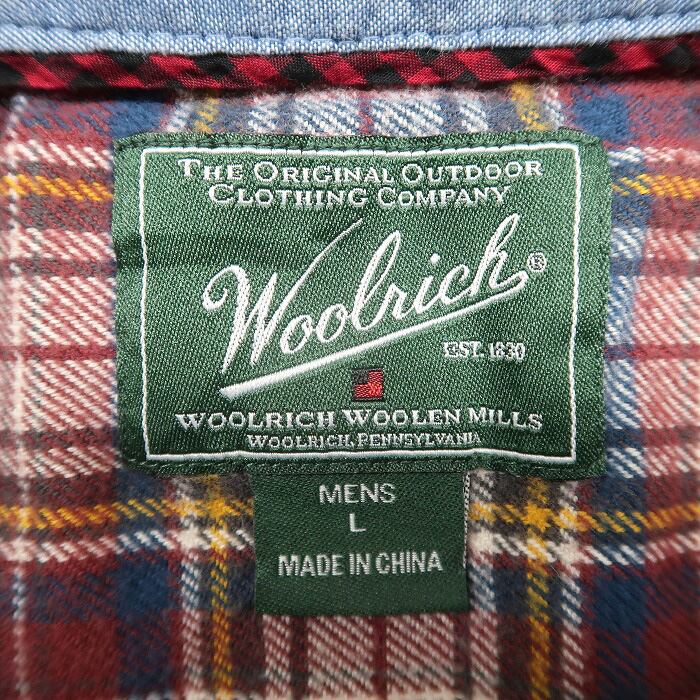 THE ORIGINAL OUTDOOR
CLOTHING COMPANY
Woolrich®
EST. 1830
WOOLRICH WOOLEN MILLS
WOOLRICH, PENNSYLVANIA
MENS
L
MADE IN CHINA